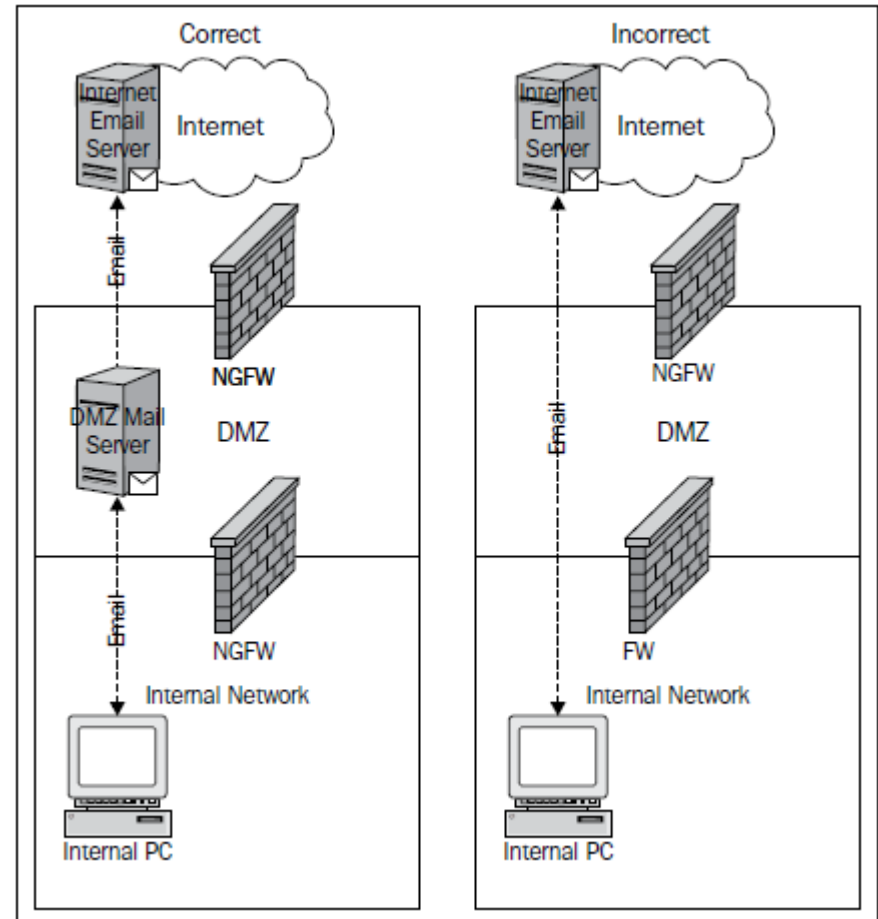 Correct
Internet
Email
Server
Internet
Email
NGFW
DMZ Mail
Server
DMZ
Email
NGFW
Internal Network
Internal PC
Incorrect
Internet
Email
Server
Internet
NGFW
Email
DMZ
FW
Internal Network
Internal PC